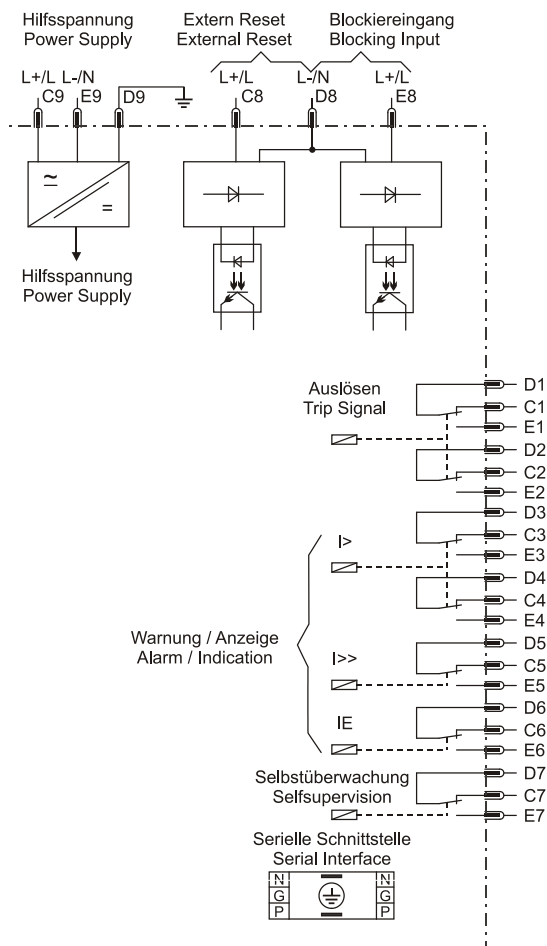 Hilfsspannung
Power Supply
Extern Reset
External Reset
Blockiereingang
Blocking Input
L+/L L-/N
C9 E9 D9
L+/L
C8
L-/N
D8
L+/L
E8
≃
=
Hilfsspannung
Power Supply
Auslösen
Trip Signal
D1
C1
E1
D2
C2
E2
D3
I>
C3
E3
D4
C4
E4
Warnung / Anzeige
Alarm / Indication
D5
I>>
C5
E5
D6
IE
C6
E6
D7
Selbstüberwachung
Selfsupervision
C7
E7
Serielle Schnittstelle
Serial Interface
N N
G G
P P